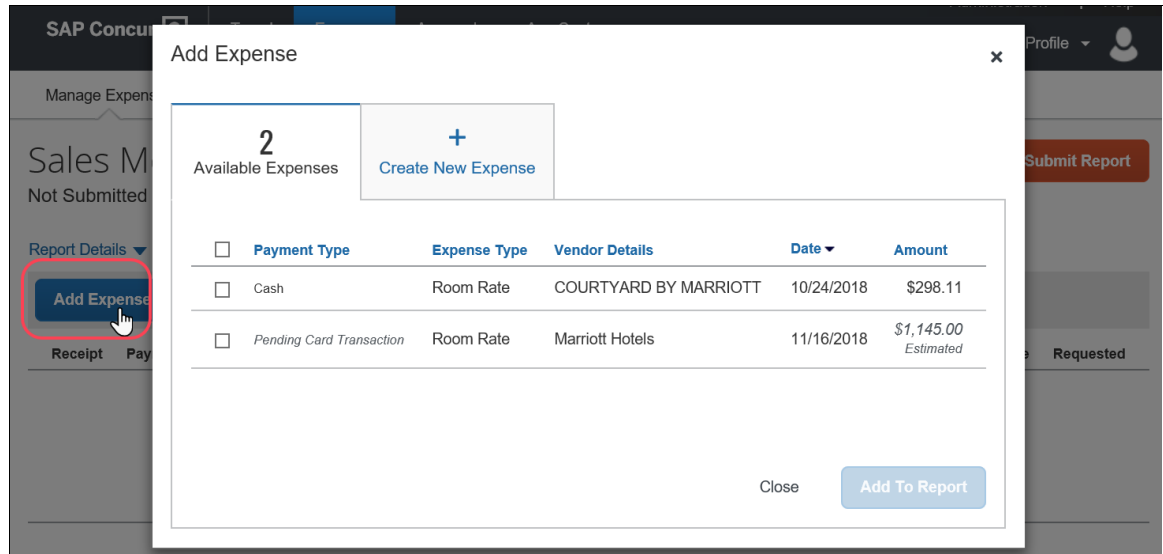 SAP Concur
Profile
Add Expense
×
Manage Expens
2
Available Expenses
+
Create New Expense
Sales M
Not Submitted
Submit Report
Report Details
Add Expense
Payment Type Expense Type Vendor Details Date Amount
Cash Room Rate COURTYARD BY MARRIOTT 10/24/2018 $298.11
Pending Card Transaction Room Rate Marriott Hotels 11/16/2018 $1,145.00
Estimated
Receipt Pay Requested
Close Add To Report